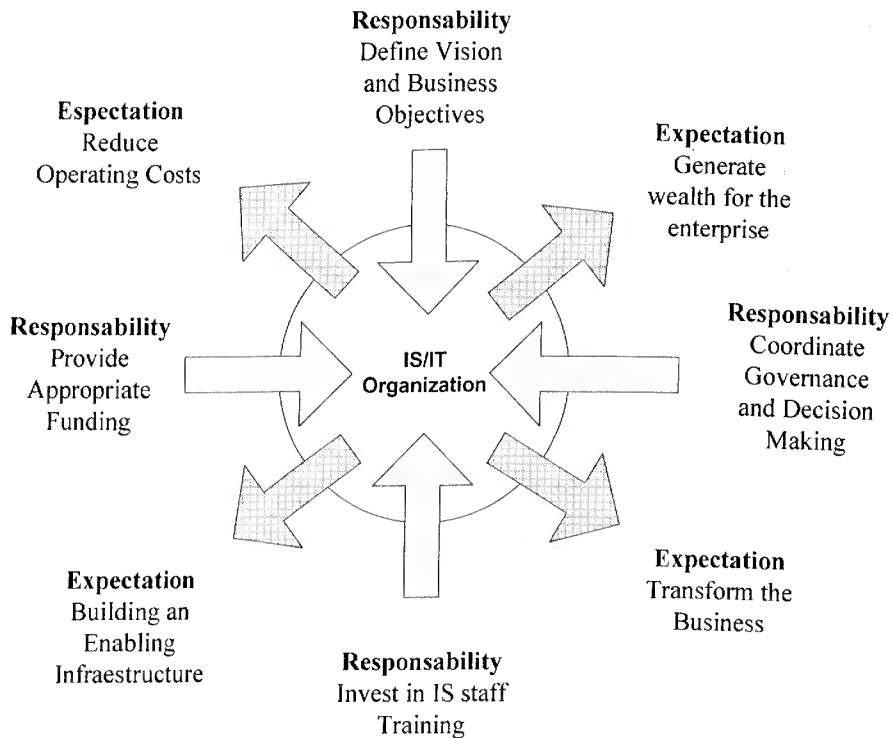 Responsability
Define Vision
and Business
Objectives
Espectation
Reduce
Operating Costs
Expectation
Generate
wealth for the
enterprise
Responsability
Provide
Appropriate
Funding
IS/IT
Organization
Responsability
Coordinate
Governance
and Decision
Making
Expectation
Building an
Enabling
Infraestructure
Responsability
Invest in IS staff
Training
Expectation
Transform the
Business